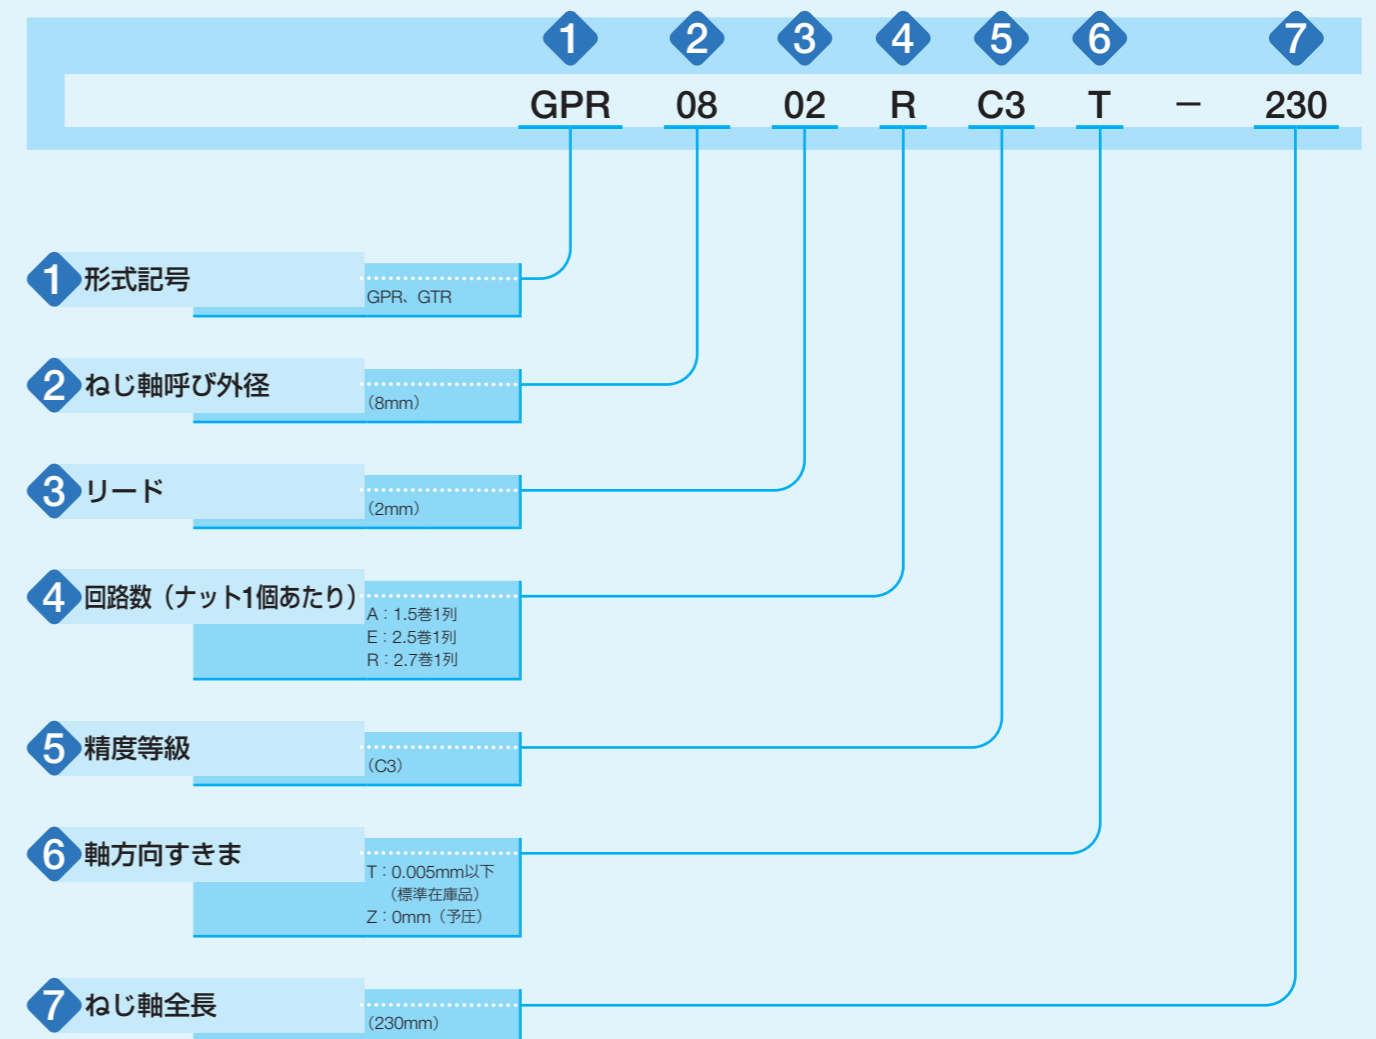 1 2 3 4 5 6 7
GPR 08 02 R C3 T － 230
1 形式記号
GPR、GTR
2 ねじ軸呼び外径
（8mm）
3 リード
（2mm）
4 回路数（ナット1個あたり）
A：1.5巻1列
E：2.5巻1列
R：2.7巻1列
5 精度等級
（C3）
6 軸方向すきま
T：0.005mm以下
（標準在庫品）
Z：0mm（予圧）
7 ねじ軸全長
（230mm）